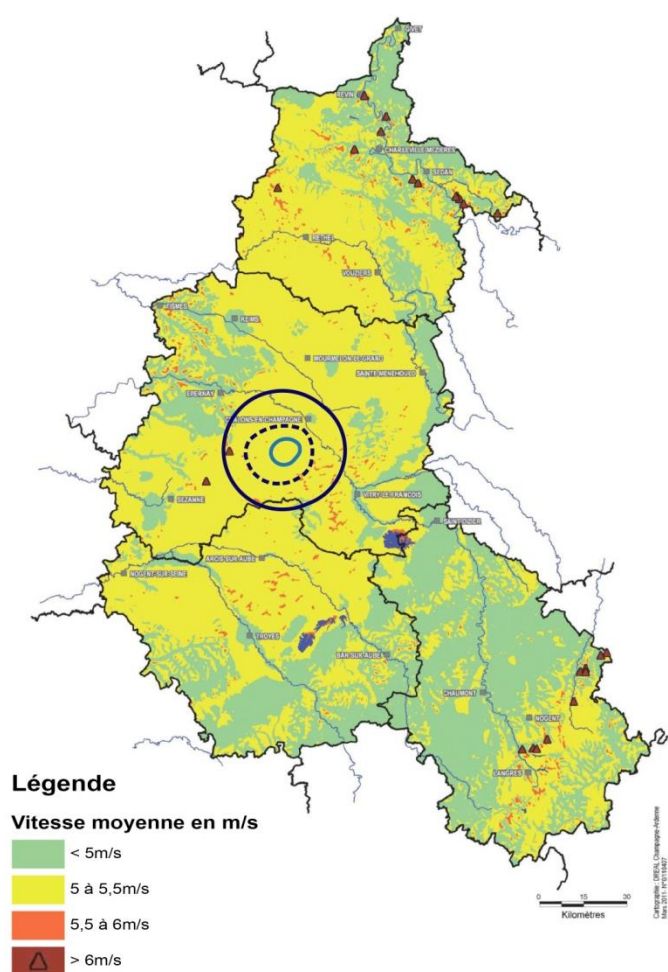 GIVET
REVIN
CHARLEVILLE-MEZIERES
SEDAN
RETHEL
VOUZIERS
FISMES
REIMS
MOURMELON-LE-GRAND
SAINTE-MENEHOULD
EPERNAY
CHALONS-EN-CHAMPAGNE
SEZANNE
VITRY-LE-FRANCOIS
SAINT-DIZIER
ARCIS-SUR-AUBE
NOGENT-SUR-SEINE
TROYES
BAR-SUR-AUBE
CHAUMONT
NOGENT
LANGRES
Légende
Vitesse moyenne en m/s
< 5m/s
5 à 5,5m/s
5,5 à 6m/s
> 6m/s
0 15 30
Kilomètres
Cartographie : DREAL Champagne-Ardenne